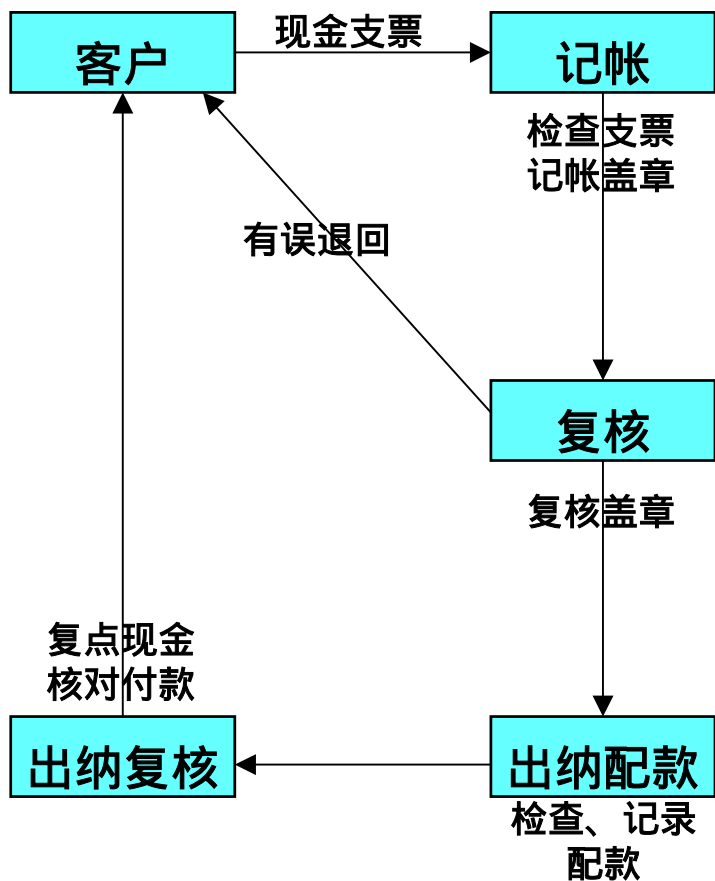 客户
现金支票
记帐
检查支票
记帐盖章
有误退回
复核
复核盖章
复点现金
核对付款
出纳复核
出纳配款
检查、记录
配款